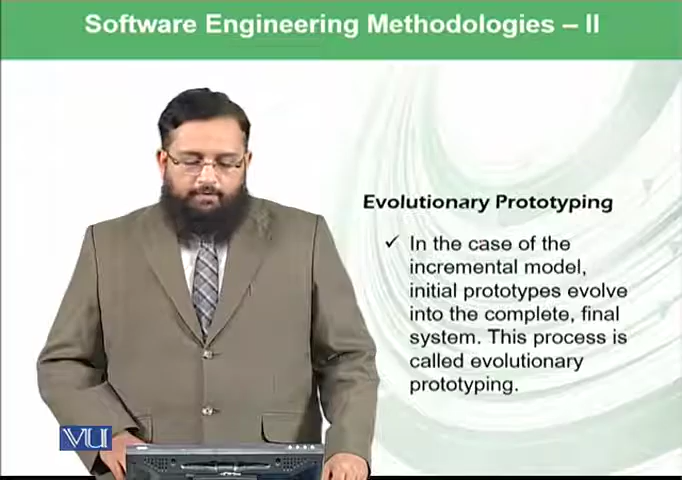 Software Engineering Methodologies – II
Evolutionary Prototyping
✓ In the case of the
incremental model,
initial prototypes evolve
into the complete, final
system. This process is
called evolutionary
prototyping.
VU